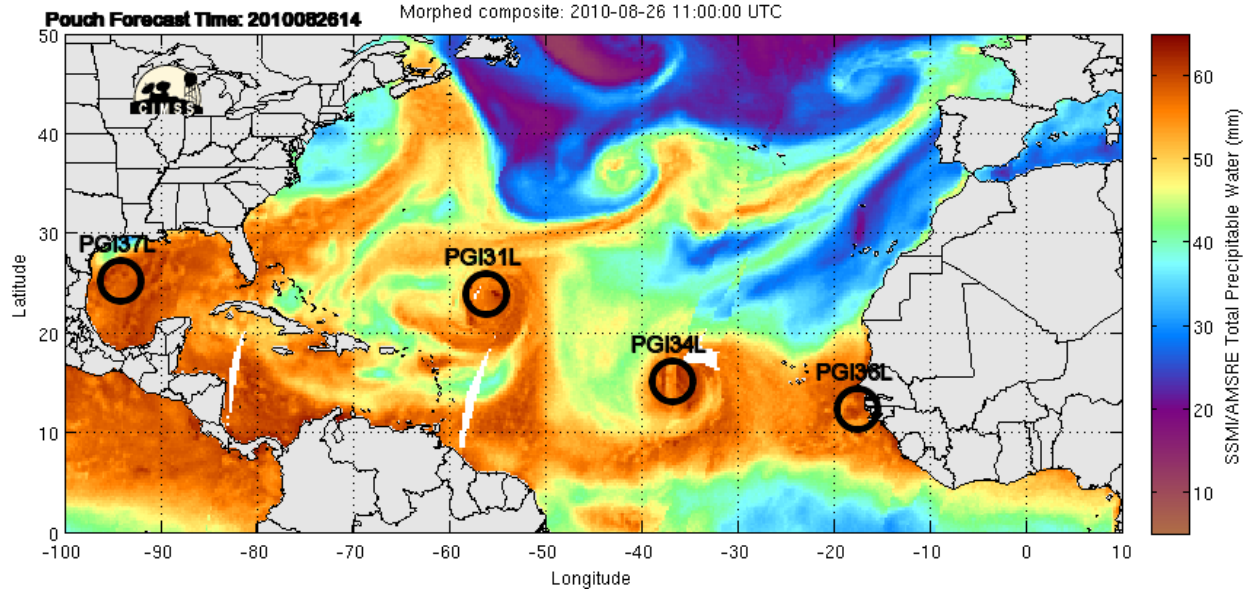 Pouch Forecast Time: 2010082614
Morphed composite: 2010-08-26 11:00:00 UTC
CIMSS
PGI37L
PGI31L
PGI34L
PGI36L
50
40
30
20
10
0
Latitude
-100
-90
-80
-70
-60
-50
-40
-30
-20
-10
0
10
Longitude
60
50
40
30
20
10
SSMI/AMSRE Total Precipitable Water (mm)